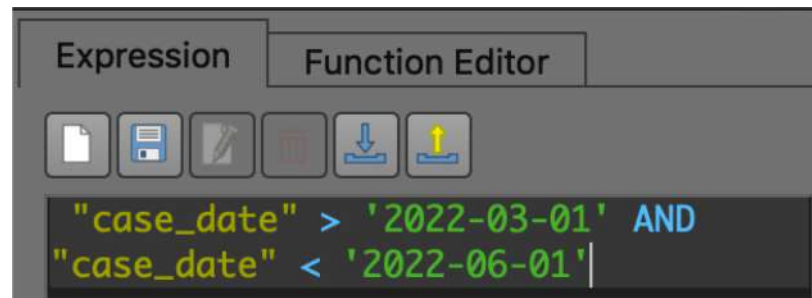 Expression
Function Editor
"case_date" > '2022-03-01' AND
"case_date" < '2022-06-01'